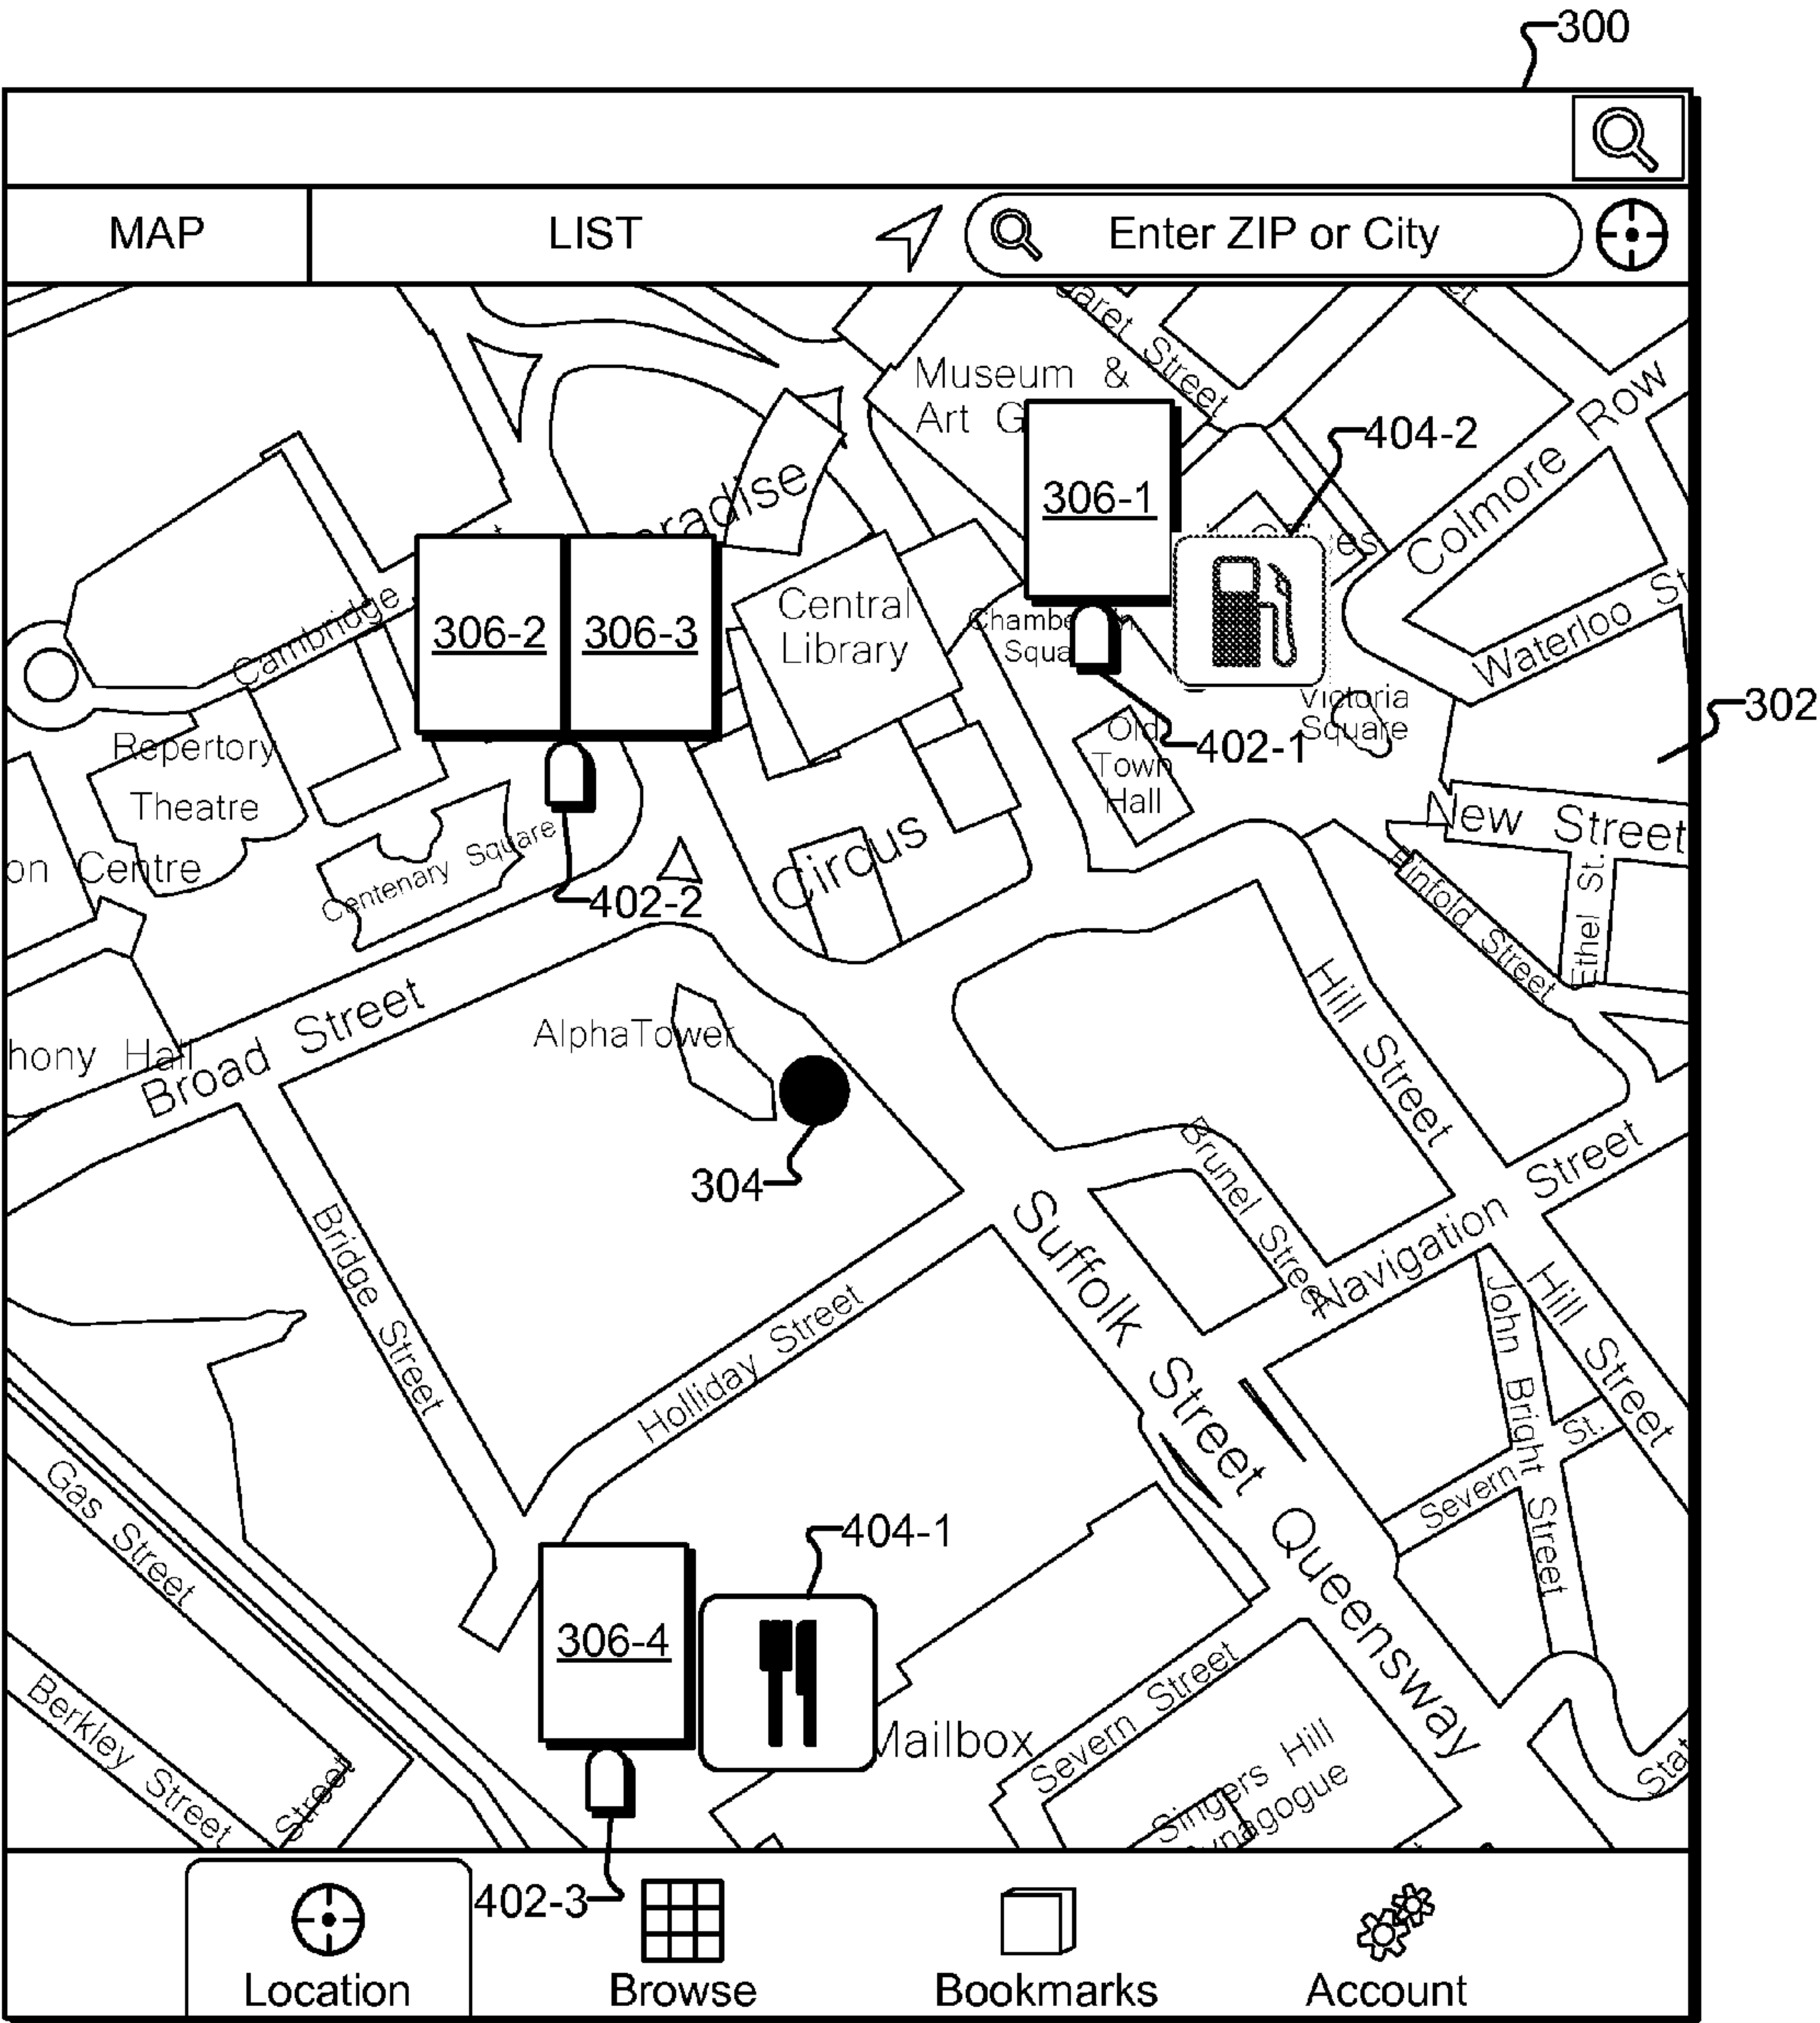 300
MAP
LIST
Enter ZIP or City
Museum &
Art G
garet Street
Colmore Row
404-2
306-1
Paradise
306-2
306-3
Central
Library
Cambridge
Waterloo St
Victoria
Square
302
402-1
Old
Town
Hall
Repertory
Theatre
on Centre
Centenary Square
402-2
Circus
New Street
Pinfold Street
Ethel St.
Broad Street
hony Hall
AlphaTower
304
Hill Street
Brunel Street
Navigation Street
Suffolk Street Queensway
Bridge Street
Holliday Street
John Bright Street
Hill Street
Severn St.
Gas Street
404-1
306-4
Mailbox
Severn Street
Singers Hill
ynagogue
Berkley Street
Street
Stat
402-3
Location
Browse
Bookmarks
Account